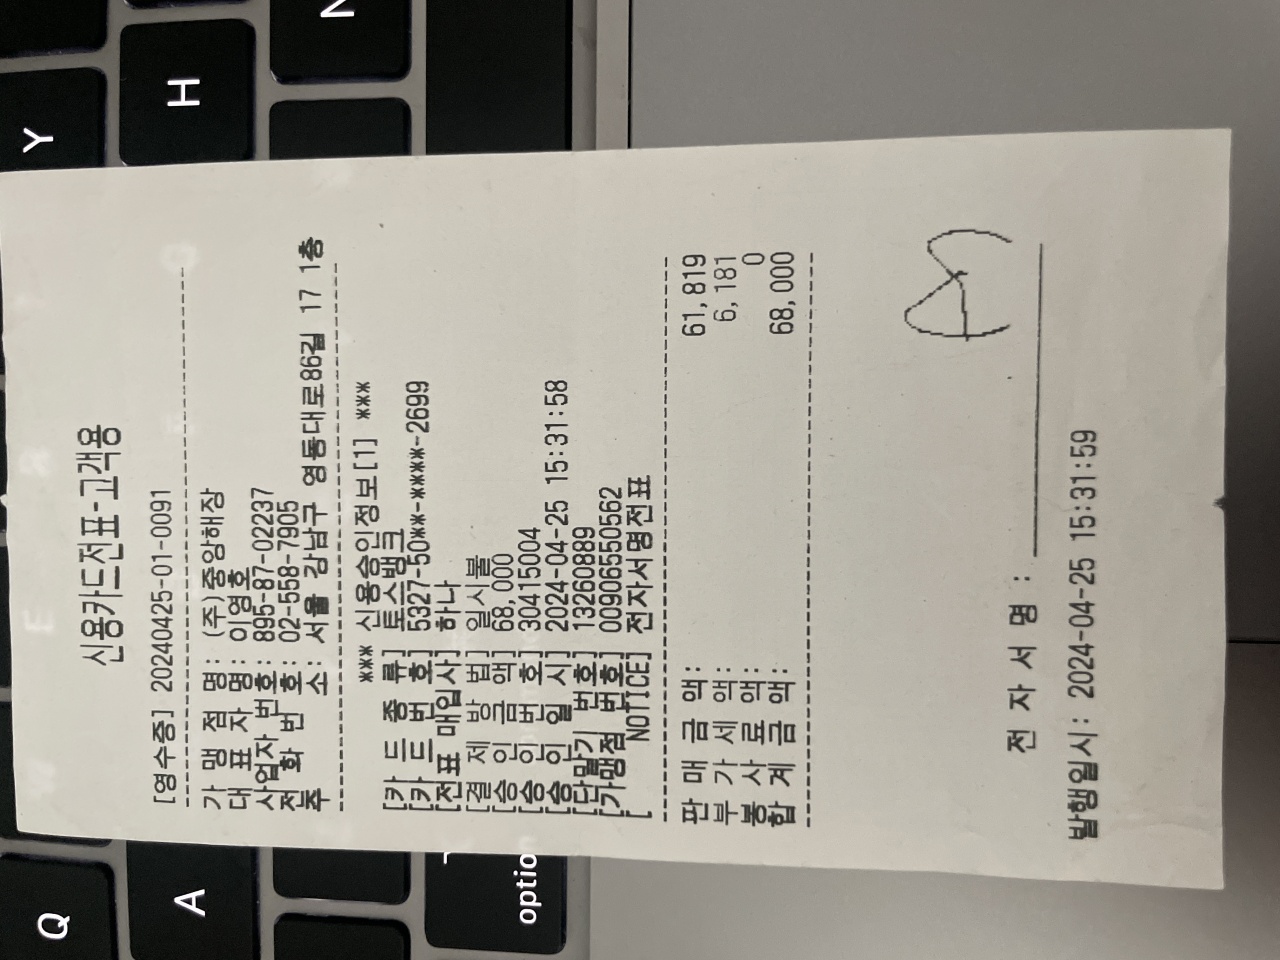 신용카드전표-고객용
[영수증] 20240425-01-0091
가 맹 점 명: (주)중앙해장
대 표 자 명: 이영호
사업자번호: 895-87-02237
전 화 번 호: 02-558-7905
주 소: 서울 강남구 영동대로86길 17 1층
*** 신용승인정보[1] ***
[카 드 종 류] 토스뱅크
[카 드 번 호] 5327-50**-****-2699
[전표 매입사] 하나
[결 제 방 법] 일시불
[승 인 금 액] 68,000
[승 인 번 호] 30415004
[승 인 일 시] 2024-04-25 15:31:58
[단말기 번호] 13260889
[가맹점 번호] 00906550562
[ NOTICE] 전자서명전표
판 매 금 액: 61,819
부 가 세 액: 6,181
봉 사 료 액: 0
합 계 금 액: 68,000
전 자 서 명 :
발행일시: 2024-04-25 15:31:59
Q
A
option
Y
H
N